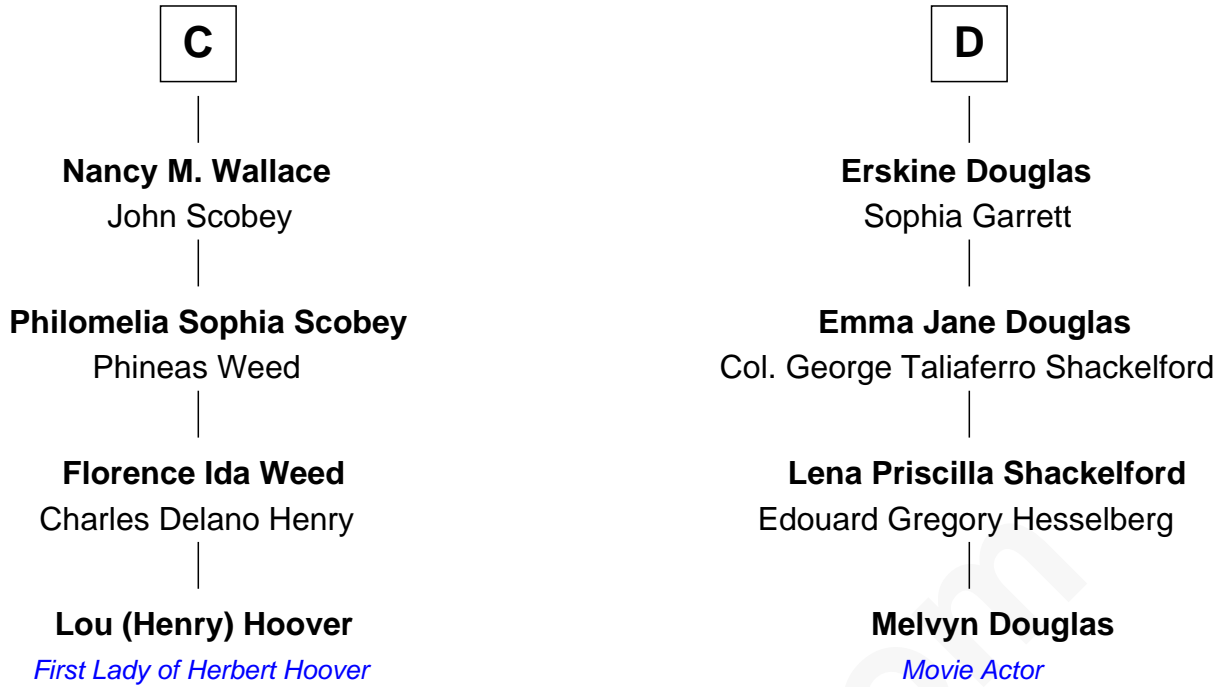 C
Nancy M. Wallace
John Scobey
Philomelia Sophia Scobey
Phineas Weed
Florence Ida Weed
Charles Delano Henry
Lou (Henry) Hoover
First Lady of Herbert Hoover
D
Erskine Douglas
Sophia Garrett
Emma Jane Douglas
Col. George Taliaferro Shackelford
Lena Priscilla Shackelford
Edouard Gregory Hesselberg
Melvyn Douglas
Movie Actor